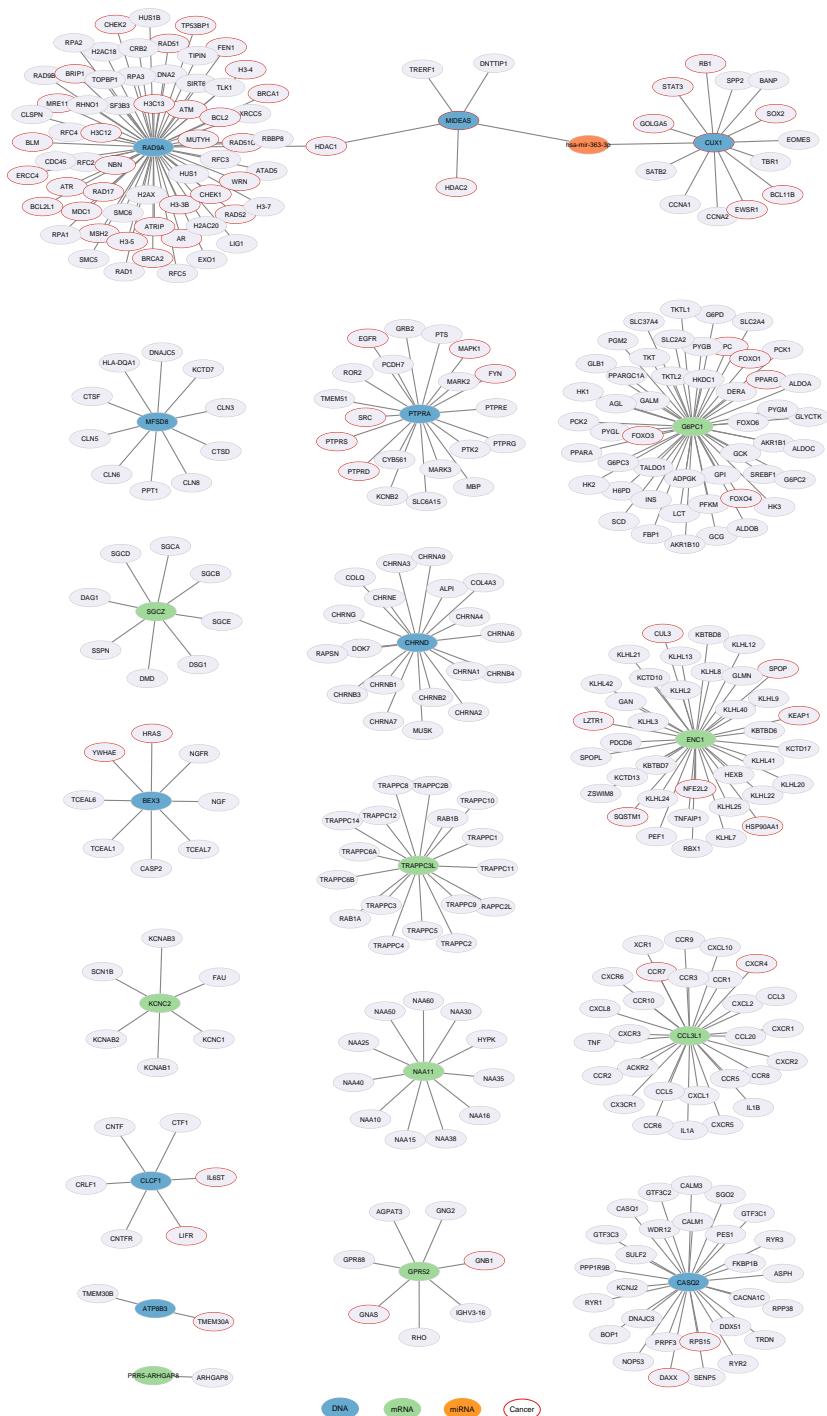 HUS1B
CHEK2
TP53BP1
RPA2
H2AC18
CRB2
RAD51
TIPIN
FEN1
RAD9B
BRIP1
TOPBP1
RPA3
DNA2
SIRT6
TLK1
H3-4
MRE11
RHNO1
SF3B3
H3C13
ATM
BRCA1
CLSPN
RFC4
H3C12
BCL2
XRCC5
BLM
RAD9A
MUTYH
RAD51C
RBBP8
CDC45
RFC2
NBN
RFC3
ERCC4
ATR
HUS1
WRN
ATAD5
BCL2L1
RAD17
H2AX
CHEK1
MDC1
SMC6
H3-3B
RAD52
H3-7
RPA1
MSH2
H3-5
ATRIP
AR
H2AC20
LIG1
SMC5
RAD1
BRCA2
RFC5
EXO1
HDAC1
TRERF1
DNTTIP1
MIDEAS
HDAC2
hsa-mir-363-3p
RB1
STAT3
SPP2
BANP
GOLGA5
SOX2
CUX1
EOMES
SATB2
TBR1
CCNA1
BCL11B
CCNA2
EWSR1
DNAJC5
HLA-DQA1
KCTD7
CTSF
CLN3
MFSD8
CLN5
CTSD
CLN6
CLN8
PPT1
GRB2
PTS
EGFR
MAPK1
PCDH7
ROR2
MARK2
FYN
TMEM51
PTPRE
SRC
PTPRA
PTPRS
PTPRG
PTK2
PTPRD
CYB561
MARK3
MBP
KCNB2
SLC6A15
TKTL1
G6PD
SLC37A4
SLC2A4
PGM2
SLC2A2
PYGB
PC
TKT
FOXO1
PCK1
GLB1
PPARGC1A
TKTL2
HKDC1
PPARG
HK1
AGL
GALM
DERA
ALDOA
PCK2
PYGM
GLYCTK
PYGL
FOXO3
G6PC1
FOXO6
PPARA
AKR1B1
ALDOC
G6PC3
TALDO1
GCK
HK2
H6PD
ADPGK
GPI
SREBF1
G6PC2
INS
FOXO4
HK3
SCD
LCT
PFKM
FBP1
ALDOB
AKR1B10
GCG
SGCD
SGCA
SGCB
DAG1
SGCZ
SGCE
SSPN
DSG1
DMD
CHRNA3
CHRNA9
COLQ
CHRNE
ALPI
COL4A3
CHRNG
CHRNA4
CHRNA6
RAPSN
DOK7
CHRND
CHRNA1
CHRNB4
CHRNB3
CHRNB1
CHRNB2
CHRNA2
CHRNA7
MUSK
CUL3
KBTBD8
KLHL12
KLHL21
KLHL13
KLHL8
GLMN
SPOP
KLHL42
KCTD10
KLHL2
KLHL9
GAN
KLHL40
LZTR1
KLHL3
KEAP1
KBTBD6
PDCD6
ENC1
KCTD17
SPOPL
KBTBD7
KLHL41
KCTD13
HEXB
KLHL20
ZSWIM8
KLHL24
NFE2L2
KLHL22
KLHL25
SQSTM1
TNFAIP1
HSP90AA1
PEF1
KLHL7
RBX1
HRAS
YWHAE
NGFR
TCEAL6
BEX3
NGF
TCEAL1
TCEAL7
CASP2
TRAPPC8
TRAPPC2B
TRAPPC10
TRAPPC14
TRAPPC12
RAB1B
TRAPPC1
TRAPPC6A
TRAPPC3L
TRAPPC11
TRAPPC6B
TRAPPC3
TRAPPC9
RAPPC2L
RAB1A
TRAPPC5
TRAPPC4
TRAPPC2
KCNAB3
SCN1B
FAU
KCNC2
KCNAB2
KCNC1
KCNAB1
NAA60
NAA50
NAA30
NAA25
HYPK
NAA11
NAA40
NAA35
NAA10
NAA16
NAA15
NAA38
XCR1
CCR9
CXCL10
CXCR6
CCR7
CCR3
CCR1
CXCR4
CCR10
CXCL2
CCL3
CXCL8
CXCR3
CCL3L1
CCL20
CXCR1
TNF
CCR2
ACKR2
CXCR2
CX3CR1
CCL5
CCR5
CCR8
CXCL1
IL1B
CCR6
IL1A
CXCR5
CNTF
CTF1
CRLF1
CLCF1
IL6ST
CNTFR
LIFR
AGPAT3
GNG2
GPR88
GNB1
GPR52
GNAS
IGHV3-16
RHO
CALM3
GTF3C2
SGO2
CASQ1
GTF3C1
WDR12
CALM1
GTF3C3
PES1
RYR3
SULF2
FKBP1B
PPP1R9B
ASPH
KCNJ2
CASQ2
CACNA1C
RYR1
RPP38
DNAJC3
DDX51
BOP1
PRPF3
RPS15
TRDN
NOP53
RYR2
DAXX
SENP5
TMEM30B
ATP8B3
TMEM30A
PRR5-ARHGAP8
ARHGAP8
DNA
mRNA
miRNA
Cancer